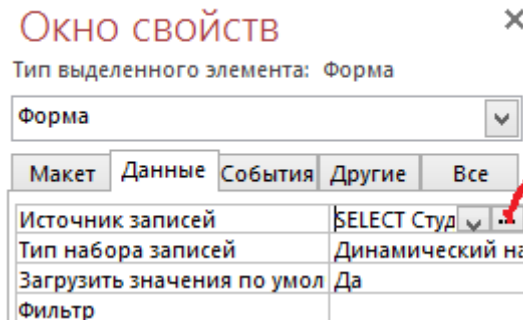 Окно свойств
Тип выделенного элемента: Форма
Форма
Макет Данные События Другие Все
Источник записей SELECT Студ ...
Тип набора записей Динамический на
Загрузить значения по умол Да
Фильтр